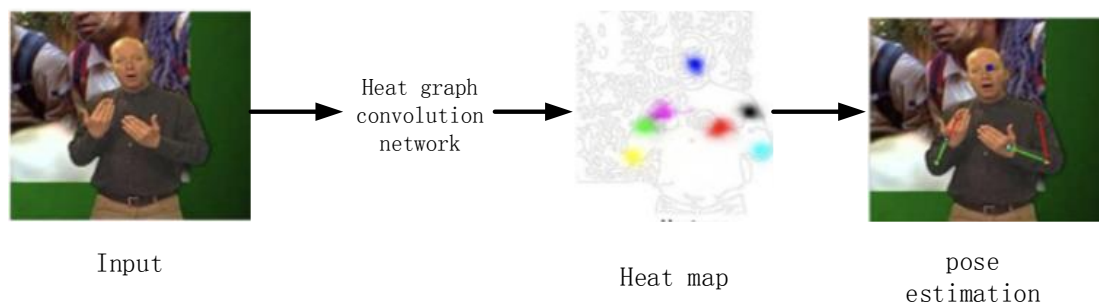 Heat graph
convolution
network
Input
Heat map
pose
estimation